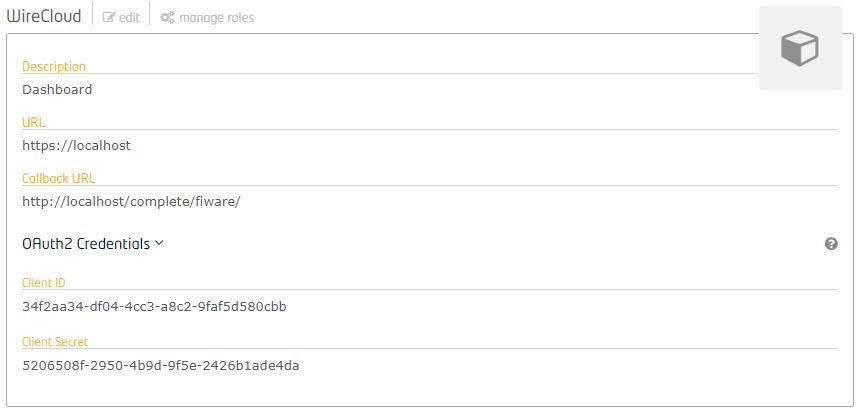 WireCloud edit manage roles
Description
Dashboard
URL
https://localhost
Callback URL
http://localhost/complete/fiware/
OAuth2 Credentials
Client ID
34f2aa34-df04-4cc3-a8c2-9faf5d580cbb
Client Secret
5206508f-2950-4b9d-9f5e-2426b1ade4da